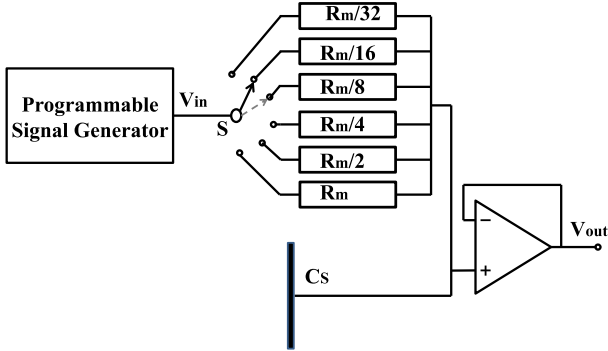 Rm/32
Rm/16
Rm/8
Rm/4
Rm/2
Rm
Programmable
Signal Generator
Vin
S
Cs
−
+
Vout